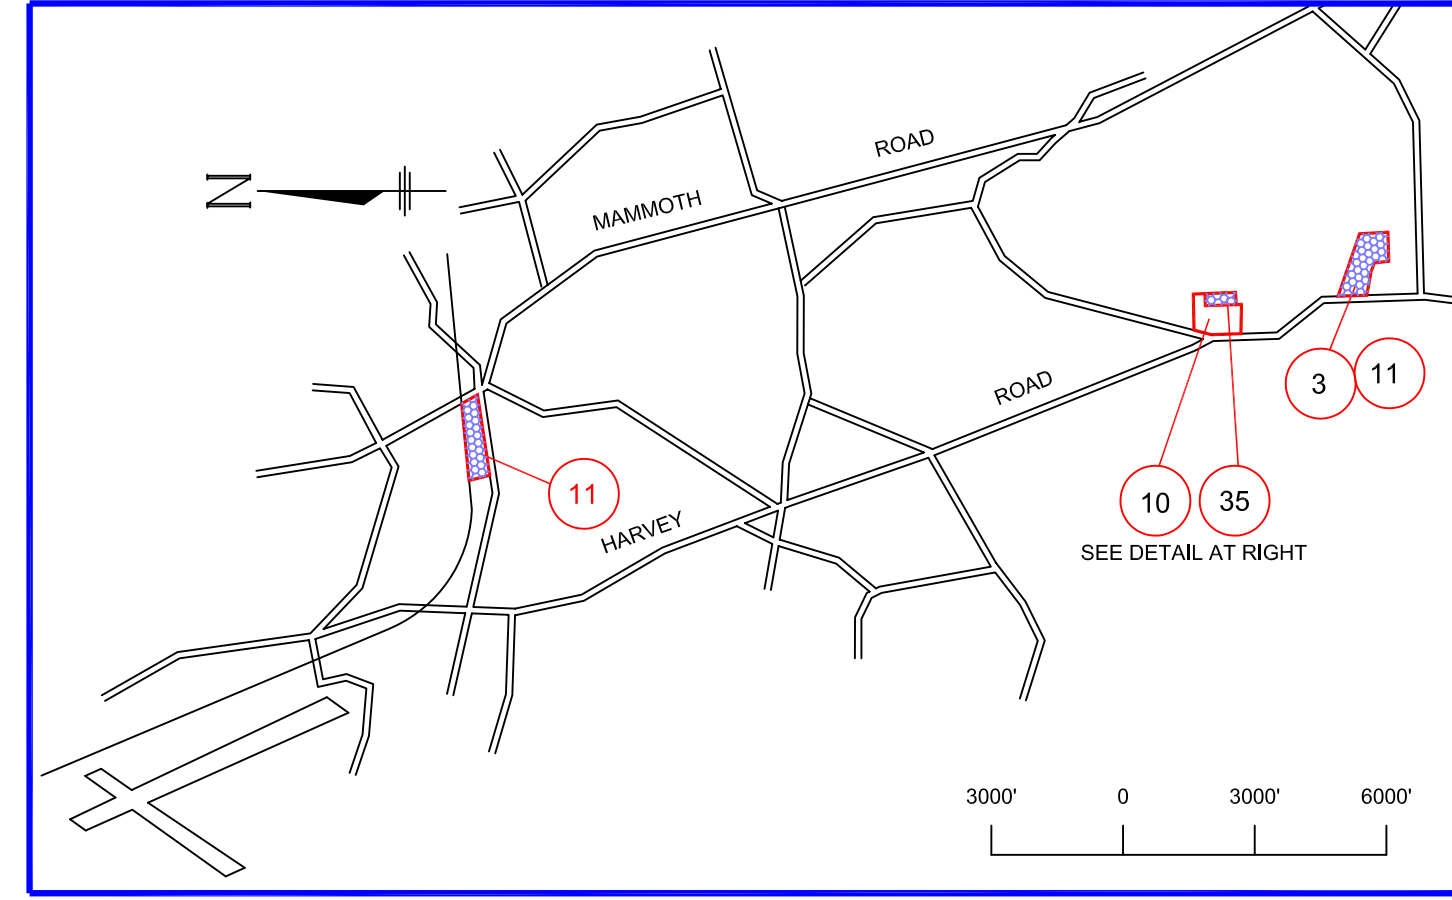 ROAD
MAMMOTH
N
ROAD
3
11
11
10
35
HARVEY
SEE DETAIL AT RIGHT
3000'
0
3000'
6000'